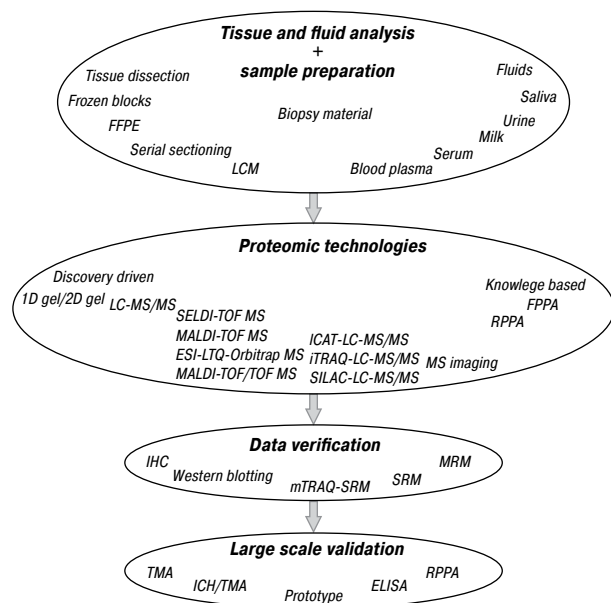 Tissue and fluid analysis
+
sample preparation
Tissue dissection
Fluids
Frozen blocks
Saliva
Biopsy material
FFPE
Urine
Milk
Serial sectioning
Serum
LCM
Blood plasma
Proteomic technologies
Discovery driven
Knowlege based
1D gel/2D gel
LC-MS/MS
FPPA
SELDI-TOF MS
RPPA
MALDI-TOF MS
ICAT-LC-MS/MS
ESI-LTQ-Orbitrap MS
iTRAQ-LC-MS/MS
MS imaging
MALDI-TOF/TOF MS
SILAC-LC-MS/MS
Data verification
IHC
MRM
Western blotting
SRM
mTRAQ-SRM
Large scale validation
TMA
RPPA
ICH/TMA
ELISA
Prototype